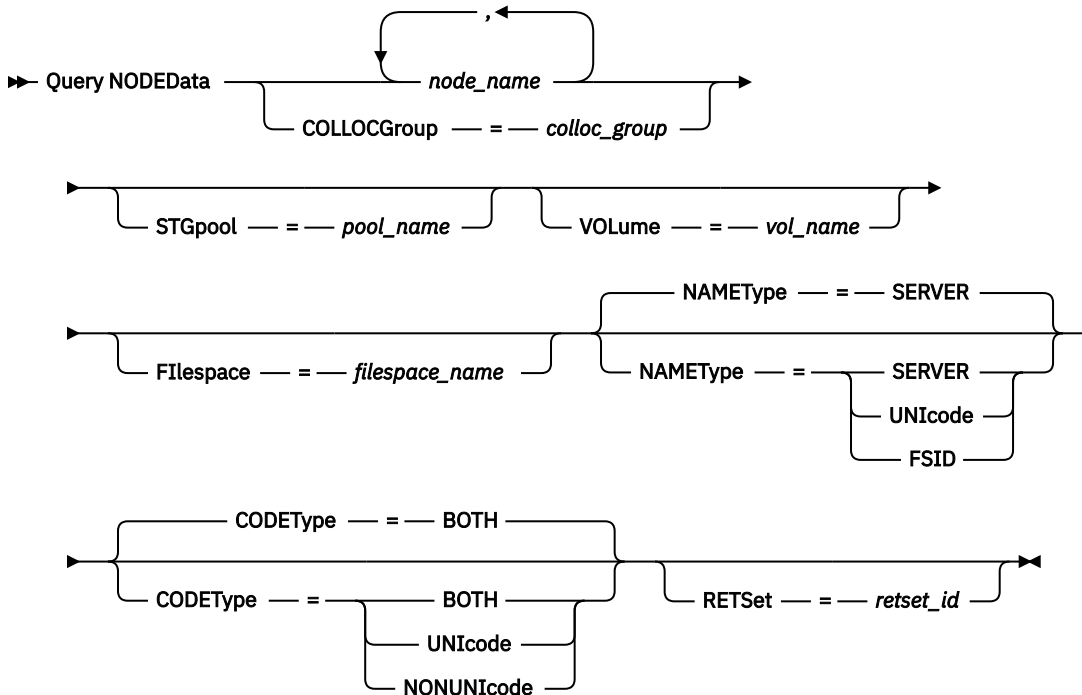 ,
Query NODEData node_name
COLLOCGroup = colloc_group
STGpool = pool_name VOLume = vol_name
NAMEType = SERVER
FIlespace = filespace_name NAMEType = SERVER
UNIcode
FSID
CODEType = BOTH
CODEType = BOTH RETSet = retset_id
UNIcode
NONUNIcode